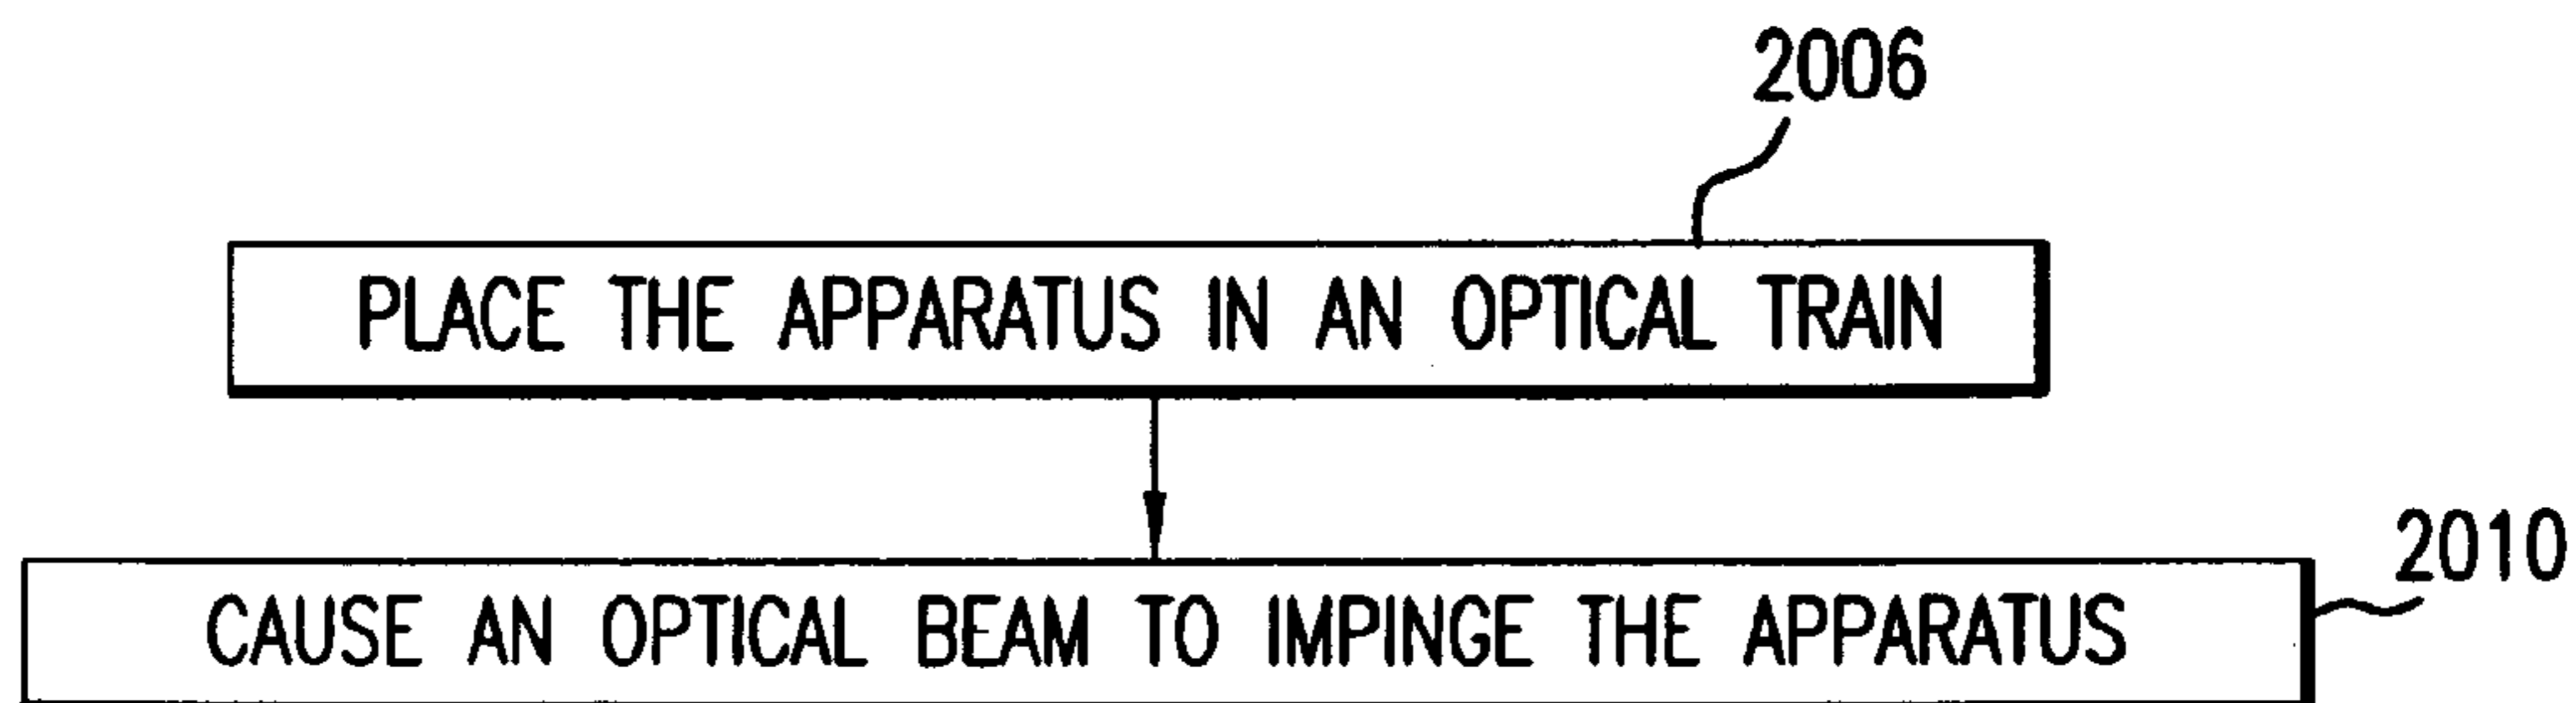 2006
PLACE THE APPARATUS IN AN OPTICAL TRAIN
2010
CAUSE AN OPTICAL BEAM TO IMPINGE THE APPARATUS